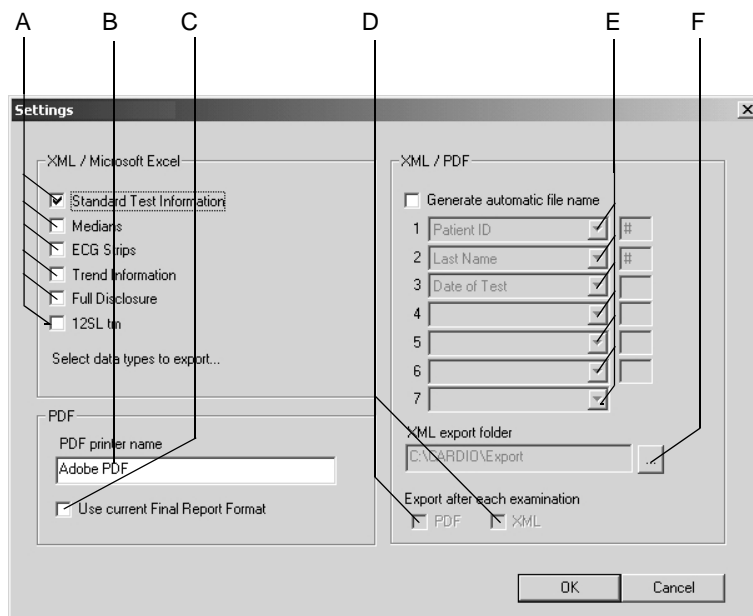 A B C D E F
Settings
XML / Microsoft Excel
Standard Test Information
Medians
ECG Strips
Trend Information
Full Disclosure
12SL tm
Select data types to export...
PDF
PDF printer name
Adobe PDF
Use current Final Report Format
XML / PDF
Generate automatic file name
1 Patient ID #
2 Last Name #
3 Date of Test
4
5
6
7
XML export folder
C:\CARDIO\Export
...
Export after each examination
PDF XML
OK Cancel